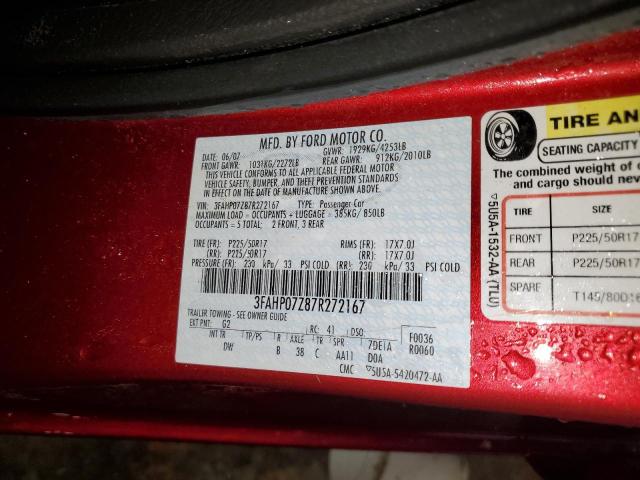 MFD. BY FORD MOTOR CO.
DATE: 06/07 GVWR: 1929KG/4253LB
FRONT GAWR: 1031KG/2272LB REAR GAWR: 912KG/2010LB
THIS VEHICLE CONFORMS TO ALL APPLICABLE FEDERAL MOTOR
VEHICLE SAFETY, BUMPER, AND THEFT PREVENTION STANDARDS
IN EFFECT ON THE DATE OF MANUFACTURE SHOWN ABOVE.
VIN: 3FAHP07Z87R272167 TYPE: Passenger Car
MAXIMUM LOAD = OCCUPANTS + LUGGAGE = 385KG/ 850LB
OCCUPANTS = 5 TOTAL: 2 FRONT, 3 REAR
TIRE (FR): P225/50R17 RIMS (FR): 17X7.0J
(RR): P225/50R17 (RR): 17X7.0J
PRESSURE (FR): 230 kPa/ 33 PSI COLD (RR): 230 kPa/ 33 PSI COLD
3FAHP07Z87R272167
TRAILER TOWING - SEE OWNER GUIDE
EXT PNT: G2 RC: 41 DSO: F0036
INT TR TP/PS R AXLE TR SPR 7DE1A R0060
DW B 38 C AA11 D0A
CMC ▽5U5A-5420472-AA
▽5U5A-1532-AA (TLU)
TIRE AN
SEATING CAPACITY
The combined weight of
and cargo should never
TIRE SIZE
FRONT P225/50R17
REAR P225/50R17
SPARE T145/80D16